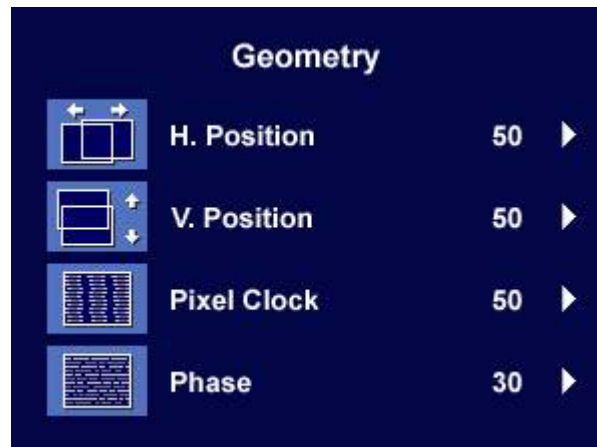 Geometry
H. Position 50
V. Position 50
Pixel Clock 50
Phase 30